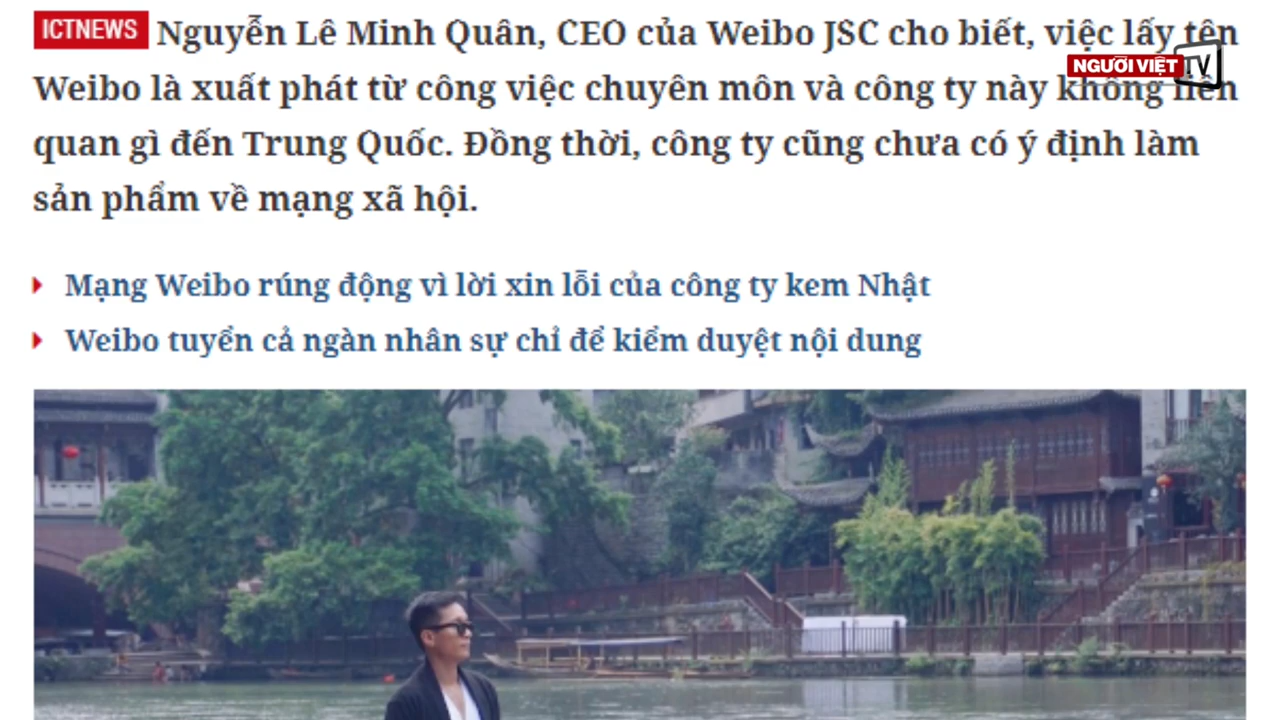 ICTNEWS Nguyễn Lê Minh Quân, CEO của Weibo JSC cho biết, việc lấy tên
NGƯỜI VIỆT TV
Weibo là xuất phát từ công việc chuyên môn và công ty này không liên
quan gì đến Trung Quốc. Đồng thời, công ty cũng chưa có ý định làm
sản phẩm về mạng xã hội.
Mạng Weibo rúng động vì lời xin lỗi của công ty kem Nhật
Weibo tuyển cả ngàn nhân sự chỉ để kiểm duyệt nội dung